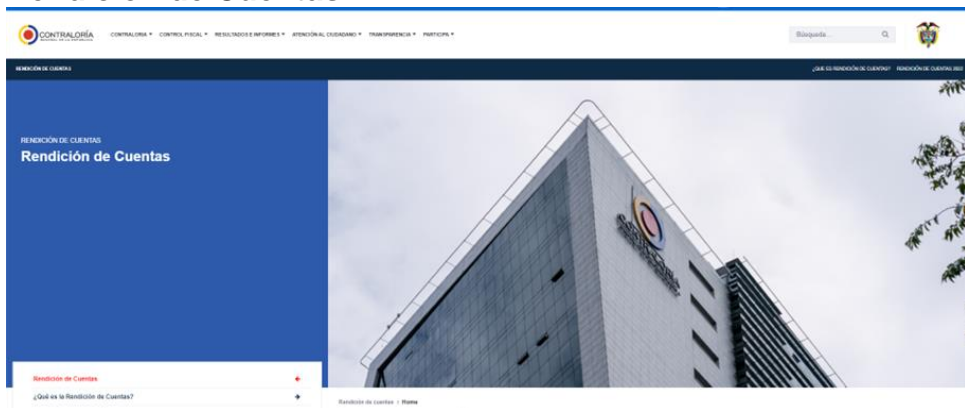 CONTRALORÍA
CONTRALORIA CONTROL FISCAL RESULTADOS E INFORMES ATENCIÓN AL CIUDADANO TRANSPARENCIA PARTICIPA
Búsqueda...
RENDICIÓN DE CUENTAS
¿QUÉ ES RENDICIÓN DE CUENTAS? RENDICIÓN DE CUENTAS 2022
RENDICIÓN DE CUENTAS
Rendición de Cuentas
CONTRALORÍA
Rendición de Cuentas
¿Qué es la Rendición de Cuentas?
Rendición de cuentas / Home